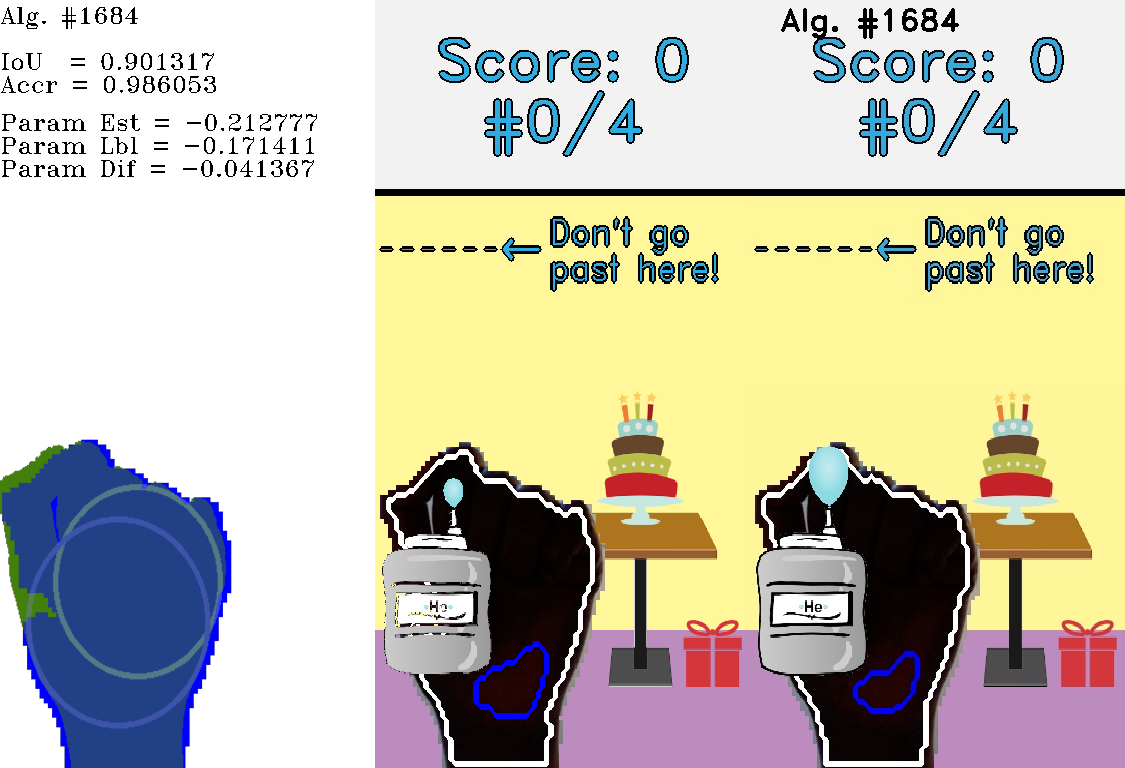 Alg. #1684
IoU = 0.901317
Accr = 0.986053
Param Est = -0.212777
Param Lbl = -0.171411
Param Dif = -0.041367
Score: 0
#0/4
Don't go
past here!
He
Alg. #1684
Score: 0
#0/4
Don't go
past here!
He